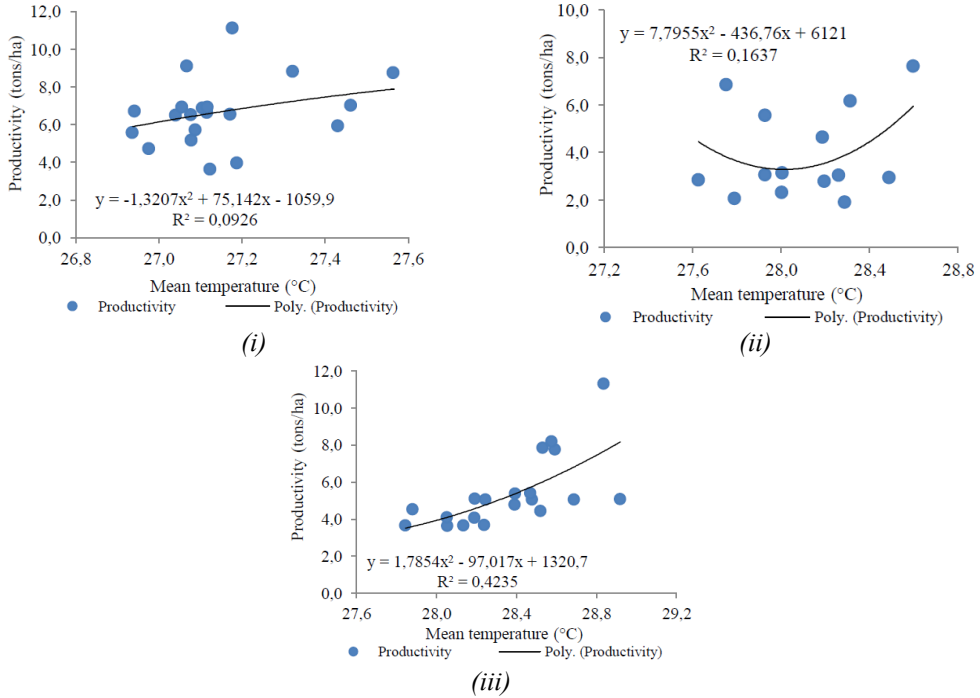 Productivity (tons/ha)
12,0
10,0
8,0
6,0
4,0
2,0
0,0
y = -1,3207x² + 75,142x - 1059,9
R² = 0,0926
26,8 27,0 27,2 27,4 27,6
Mean temperature (°C)
Productivity Poly. (Productivity)
(i)
Productivity (tons/ha)
10,0
8,0
6,0
4,0
2,0
0,0
y = 7,7955x² - 436,76x + 6121
R² = 0,1637
27,2 27,6 28,0 28,4 28,8
Mean temperature (°C)
Productivity Poly. (Productivity)
(ii)
Productivity (tons/ha)
12,0
10,0
8,0
6,0
4,0
2,0
0,0
y = 1,7854x² - 97,017x + 1320,7
R² = 0,4235
27,6 28,0 28,4 28,8 29,2
Mean temperature (°C)
Productivity Poly. (Productivity)
(iii)